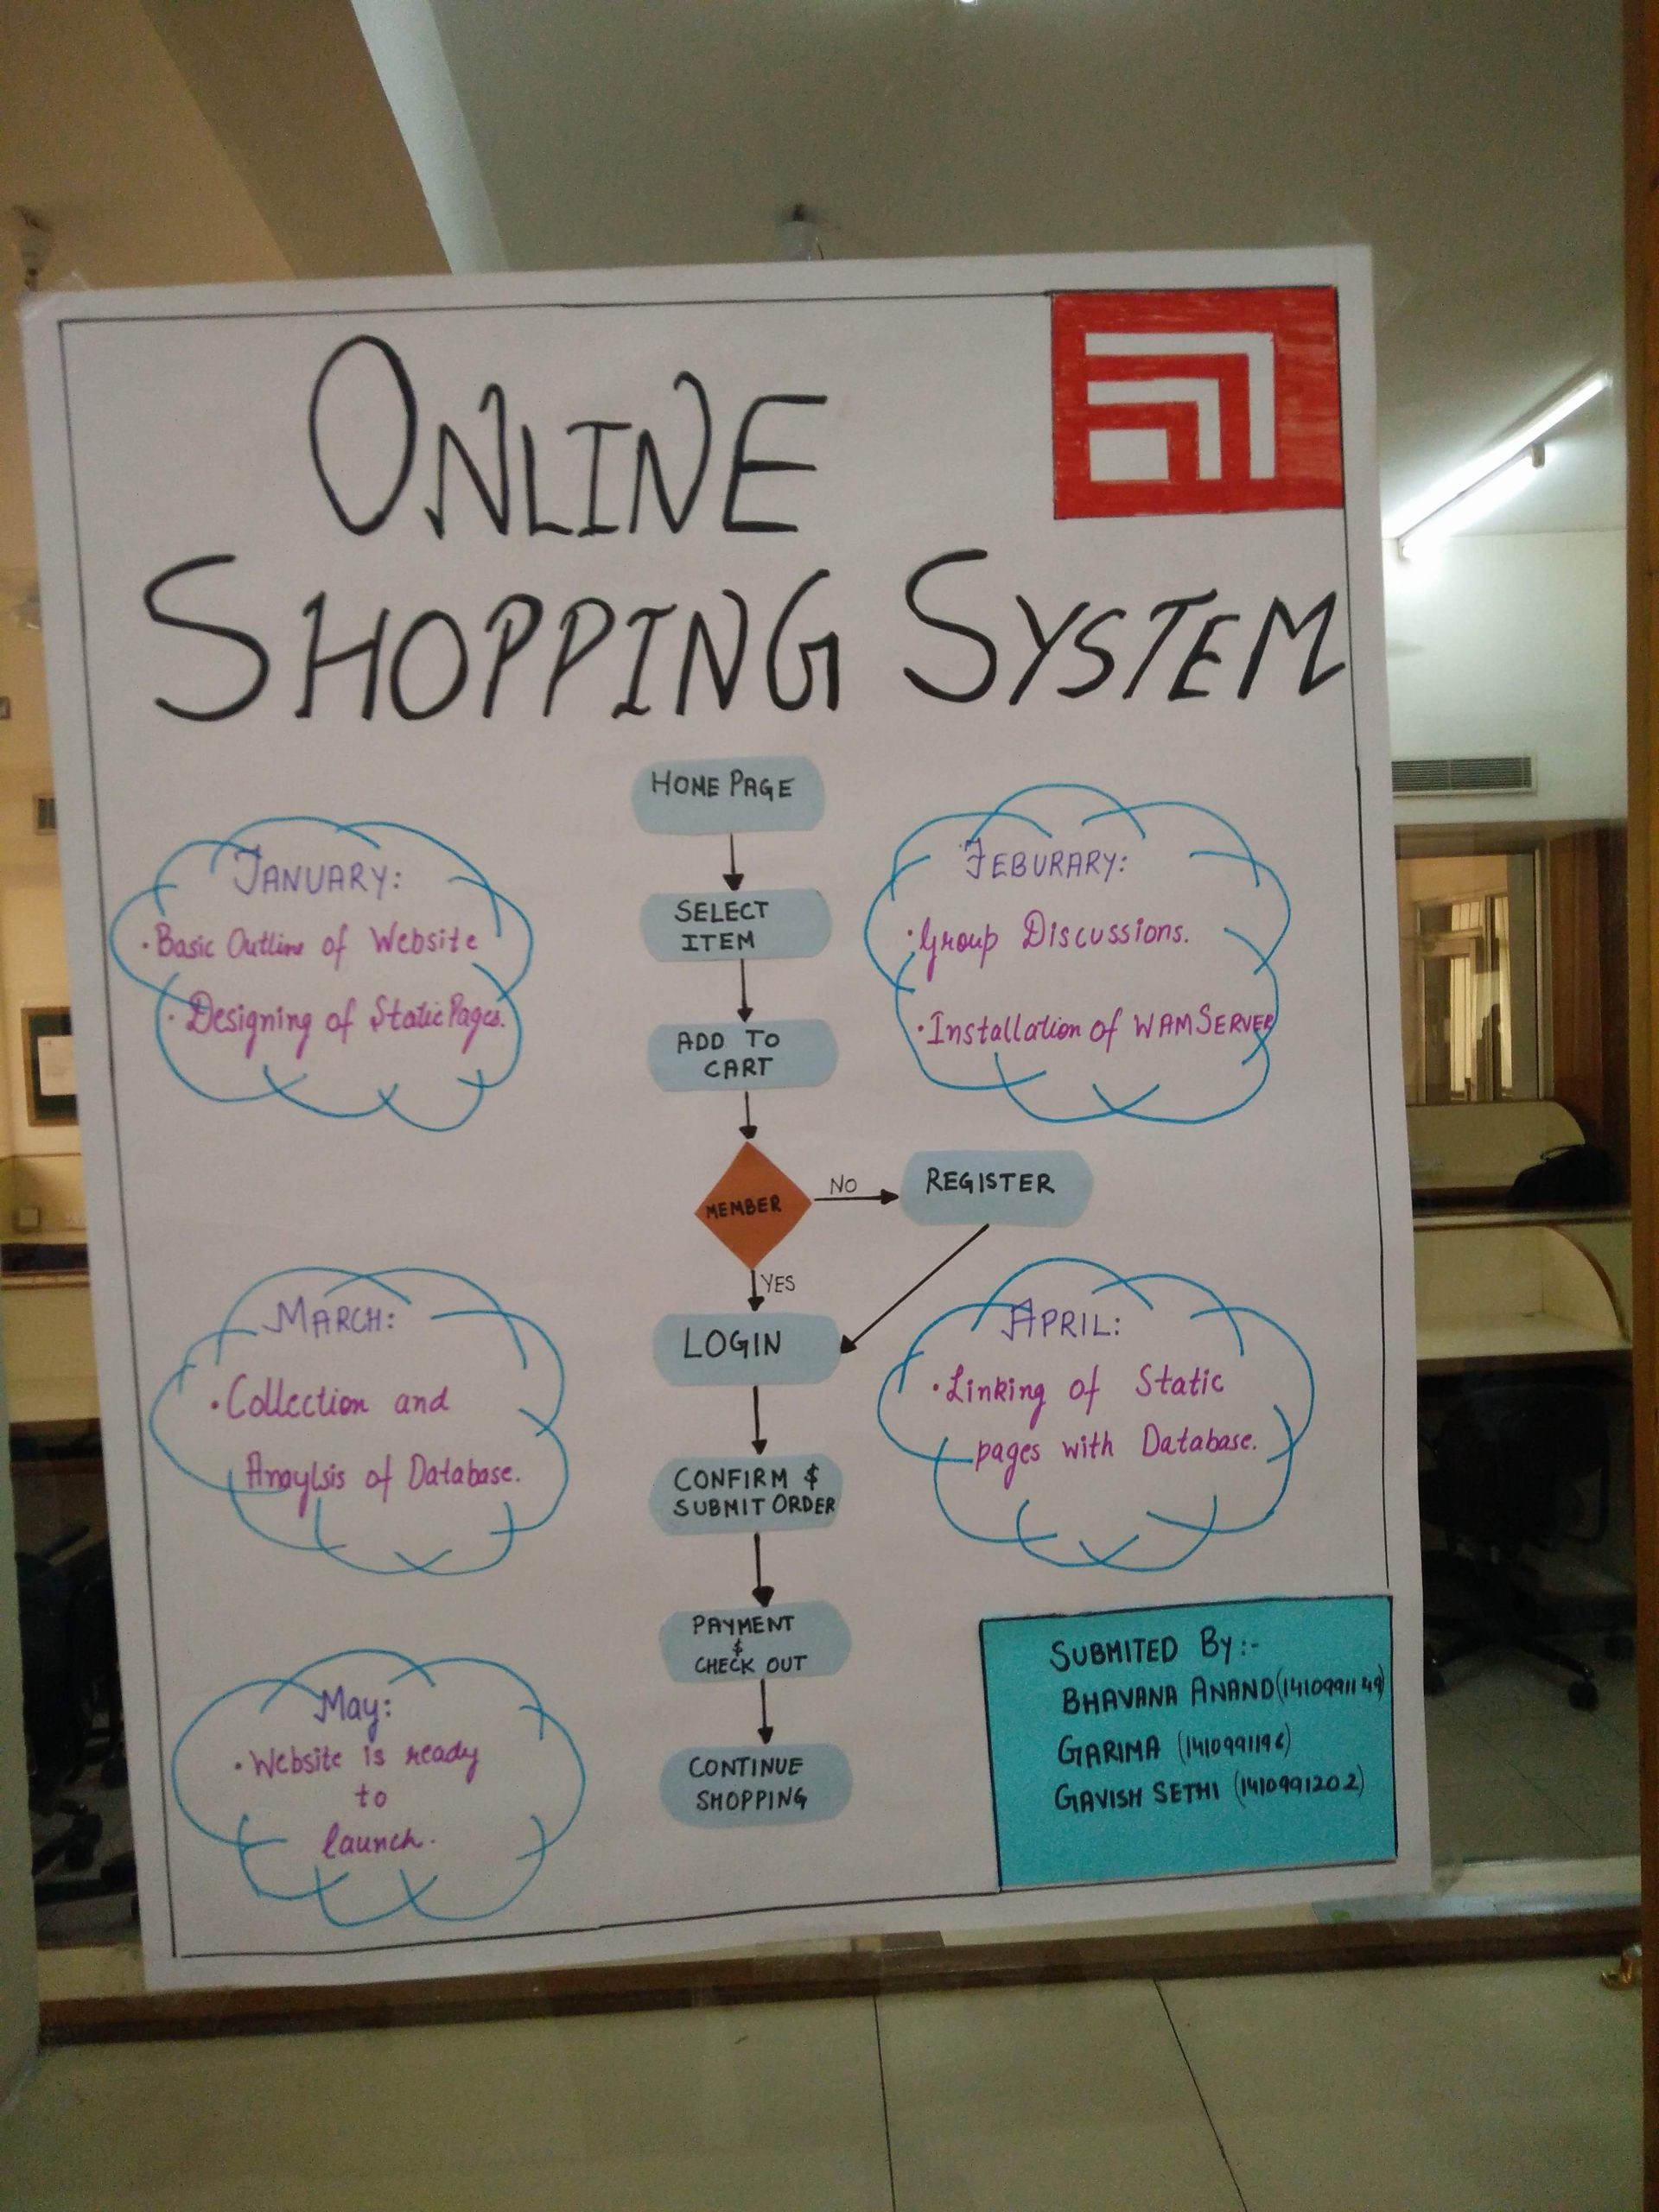 ONLINE
SHOPPING SYSTEM
HOME PAGE
JANUARY:
· Basic Outline of Website
· Designing of Static Pages.
SELECT
ITEM
ADD TO
CART
FEBURARY:
· Group Discussions.
· Installation of WAMSERVER
MEMBER
NO
REGISTER
YES
LOGIN
MARCH:
· Collection and
Anaylsis of Database.
APRIL:
· Linking of Static
pages with Database.
CONFIRM &
SUBMIT ORDER
PAYMENT
&
CHECK OUT
CONTINUE
SHOPPING
May:
· Website is ready
to
launch.
SUBMITED BY:-
BHAVANA ANAND (1410991149)
GARIMA (1410991196)
GAVISH SETHI (1410991202)